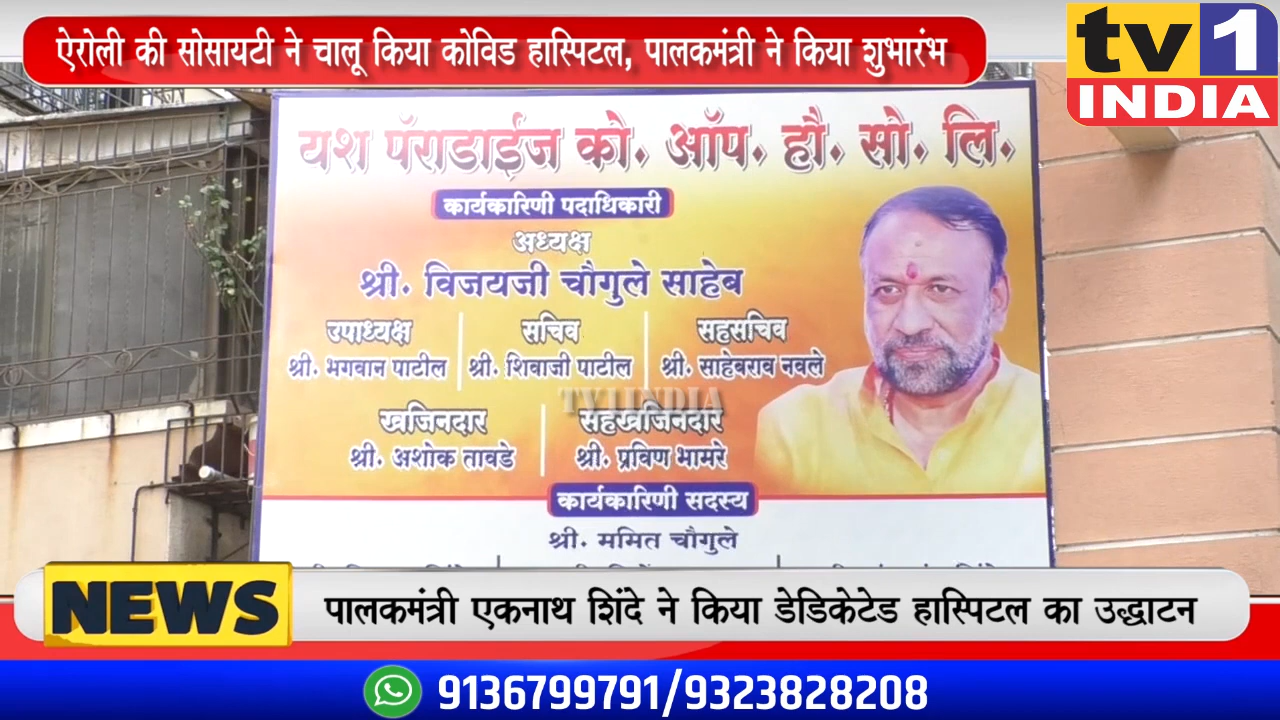 ऐरोली की सोसायटी ने चालू किया कोविड हास्पिटल, पालकमंत्री ने किया शुभारंभ
tv1
INDIA
यश पॅराडाईज को. ऑप. हौ. सो. लि.
कार्यकारिणी पदाधिकारी
अध्यक्ष
श्री. विजयजी चौगुले साहेब
उपाध्यक्ष सचिव सहसचिव
श्री. भगवान पाटील श्री. शिवाजी पाटील श्री. साहेबराव नवले
TV1INDIA
खजिनदार सहखजिनदार
श्री. अशोक तावडे श्री. प्रविण भामरे
कार्यकारिणी सदस्य
श्री. ममित चौगुले
NEWS
पालकमंत्री एकनाथ शिंदे ने किया डेडिकेटेड हास्पिटल का उद्धाटन
9136799791/9323828208